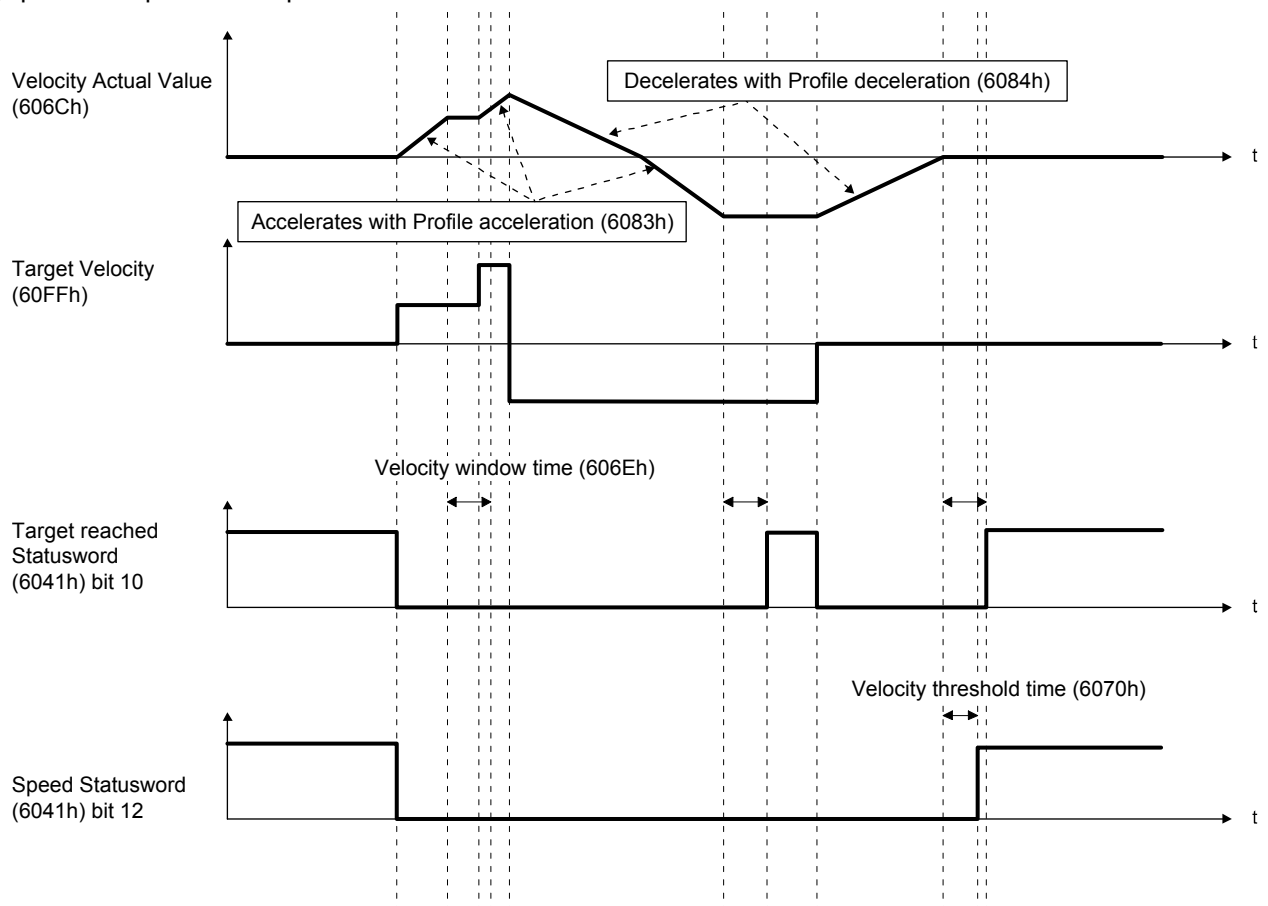 Velocity Actual Value
(606Ch)
Decelerates with Profile deceleration (6084h)
t
Accelerates with Profile acceleration (6083h)
Target Velocity
(60FFh)
t
Velocity window time (606Eh)
Target reached
Statusword
(6041h) bit 10
t
Velocity threshold time (6070h)
Speed Statusword
(6041h) bit 12
t